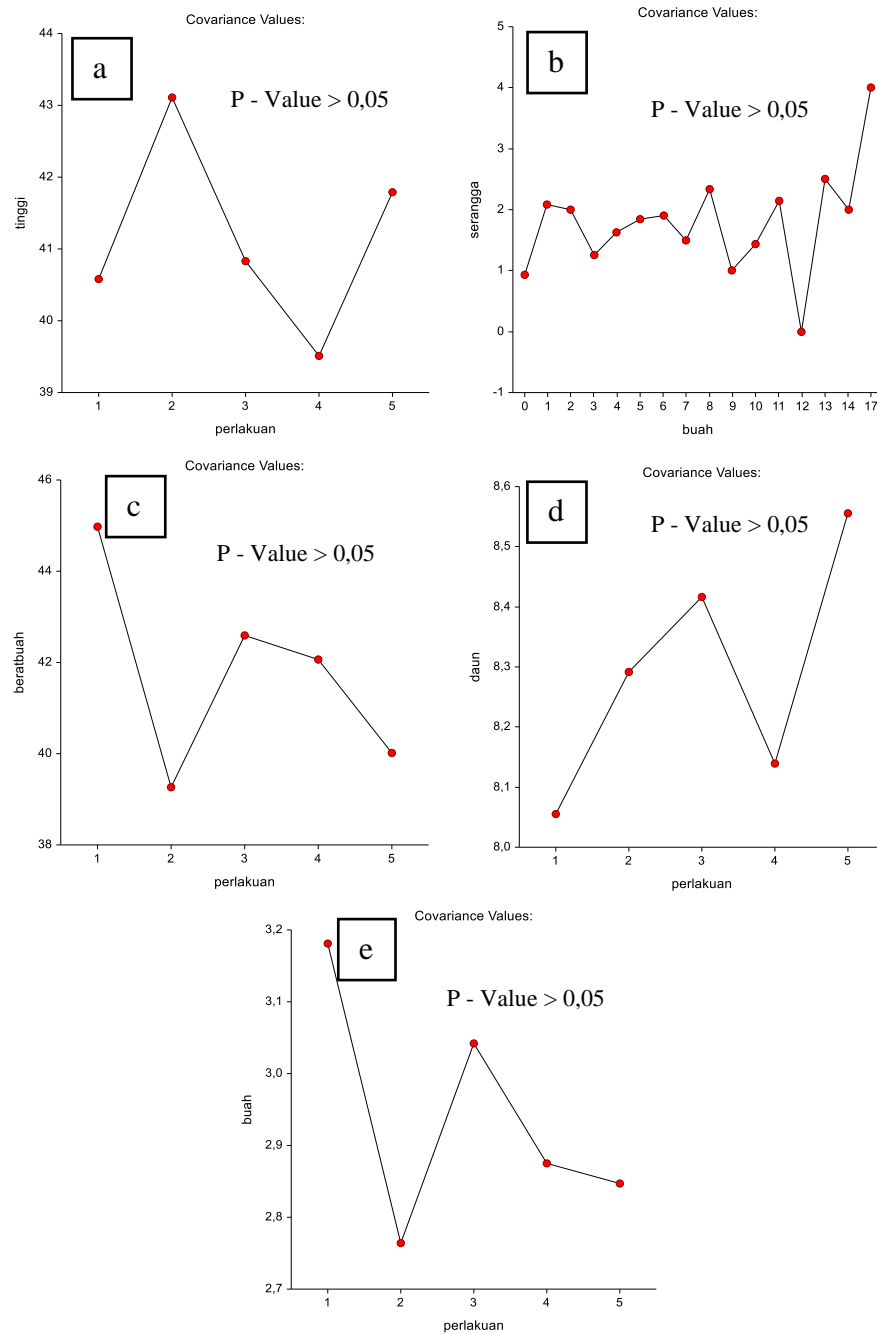 Covariance Values:
a
P - Value > 0,05
tinggi
44
43
42
41
40
39
1 2 3 4 5
perlakuan
Covariance Values:
b
P - Value > 0,05
serangga
5
4
3
2
1
0
-1
0 1 2 3 4 5 6 7 8 9 10 11 12 13 14 17
buah
Covariance Values:
c
P - Value > 0,05
beratbuah
46
44
42
40
38
1 2 3 4 5
perlakuan
Covariance Values:
d
P - Value > 0,05
daun
8,6
8,5
8,4
8,3
8,2
8,1
8,0
1 2 3 4 5
perlakuan
Covariance Values:
e
P - Value > 0,05
buah
3,2
3,1
3,0
2,9
2,8
2,7
1 2 3 4 5
perlakuan